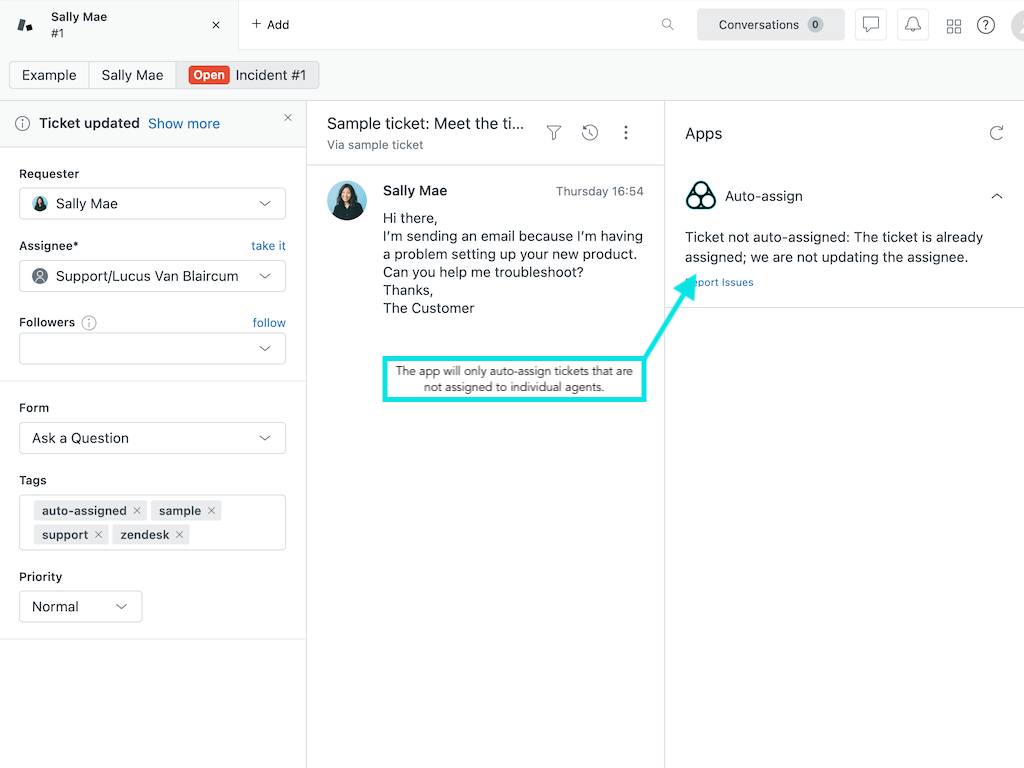 Sally Mae
#1
+ Add
Conversations 0
Example
Sally Mae
Open Incident #1
Ticket updated Show more
Requester
Sally Mae
Assignee* take it
Support/Lucus Van Blaircum
Followers follow
Form
Ask a Question
Tags
auto-assigned × sample ×
support × zendesk ×
Priority
Normal
Sample ticket: Meet the ti...
Via sample ticket
Sally Mae Thursday 16:54
Hi there,
I'm sending an email because I'm having
a problem setting up your new product.
Can you help me troubleshoot?
Thanks,
The Customer
The app will only auto-assign tickets that are
not assigned to individual agents.
Apps
Auto-assign
Ticket not auto-assigned: The ticket is already
assigned; we are not updating the assignee.
port Issues